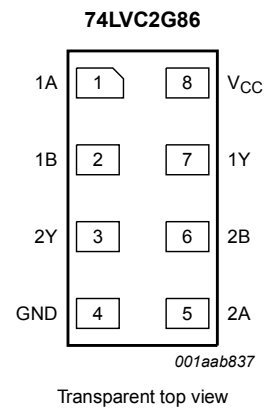 74LVC2G86
1A 1 8 VCC
1B 2 7 1Y
2Y 3 6 2B
GND 4 5 2A
001aab837
Transparent top view